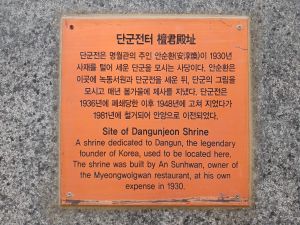 단군전터 檀君殿址
단군전은 명월관의 주인 안순환(安淳煥)이 1930년
사재를 털어 세운 단군을 모시는 사당이다. 안순환은
이곳에 녹동서원과 단군전을 세운 뒤, 단군의 그림을
모시고 매년 봄가을에 제사를 지냈다. 단군전은
1936년에 폐쇄당한 이후 1948년에 고쳐 지었다가
1981년에 철거되어 안양으로 이전되었다.
Site of Dangunjeon Shrine
A shrine dedicated to Dangun, the legendary
founder of Korea, used to be located here.
The shrine was built by An Sunhwan, owner of
the Myeongwolgwan restaurant, at his own
expense in 1930.